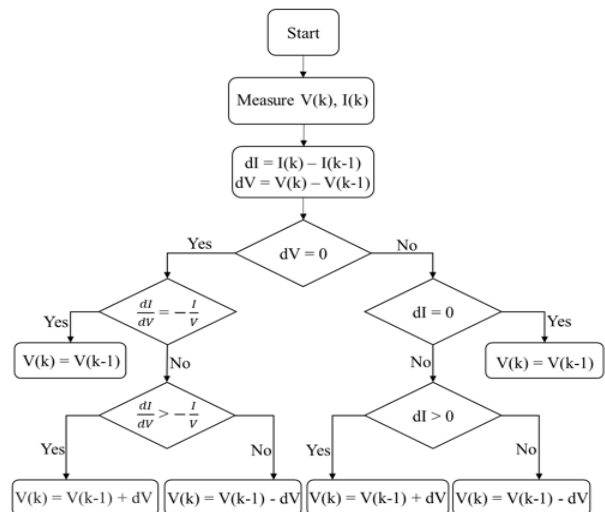 Start
Measure V(k), I(k)
dI = I(k) – I(k-1)
dV = V(k) – V(k-1)
Yes
dV = 0
No
dI/dV = − I/V
dI = 0
Yes
Yes
V(k) = V(k-1)
No
No
V(k) = V(k-1)
dI/dV > − I/V
dI > 0
Yes
No
Yes
No
V(k) = V(k-1) + dV
V(k) = V(k-1) - dV
V(k) = V(k-1) + dV
V(k) = V(k-1) - dV